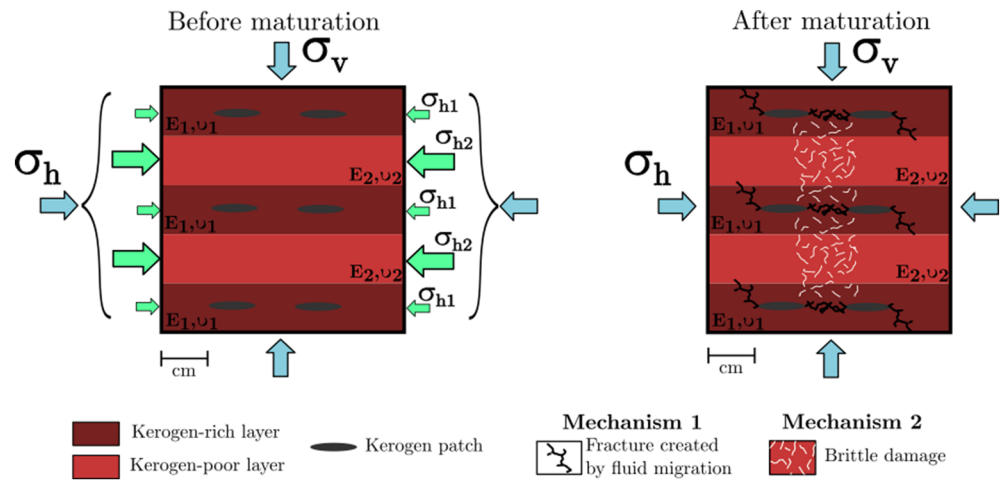 Before maturation
σv
σh
σh1
E1,υ1
σh2
E2,υ2
σh1
E1,υ1
σh2
E2,υ2
σh1
E1,υ1
cm
After maturation
σv
σh
E1,υ1
E2,υ2
E1,υ1
E2,υ2
E1,υ1
cm
Kerogen-rich layer
Kerogen-poor layer
Kerogen patch
Mechanism 1
Fracture created
by fluid migration
Mechanism 2
Brittle damage